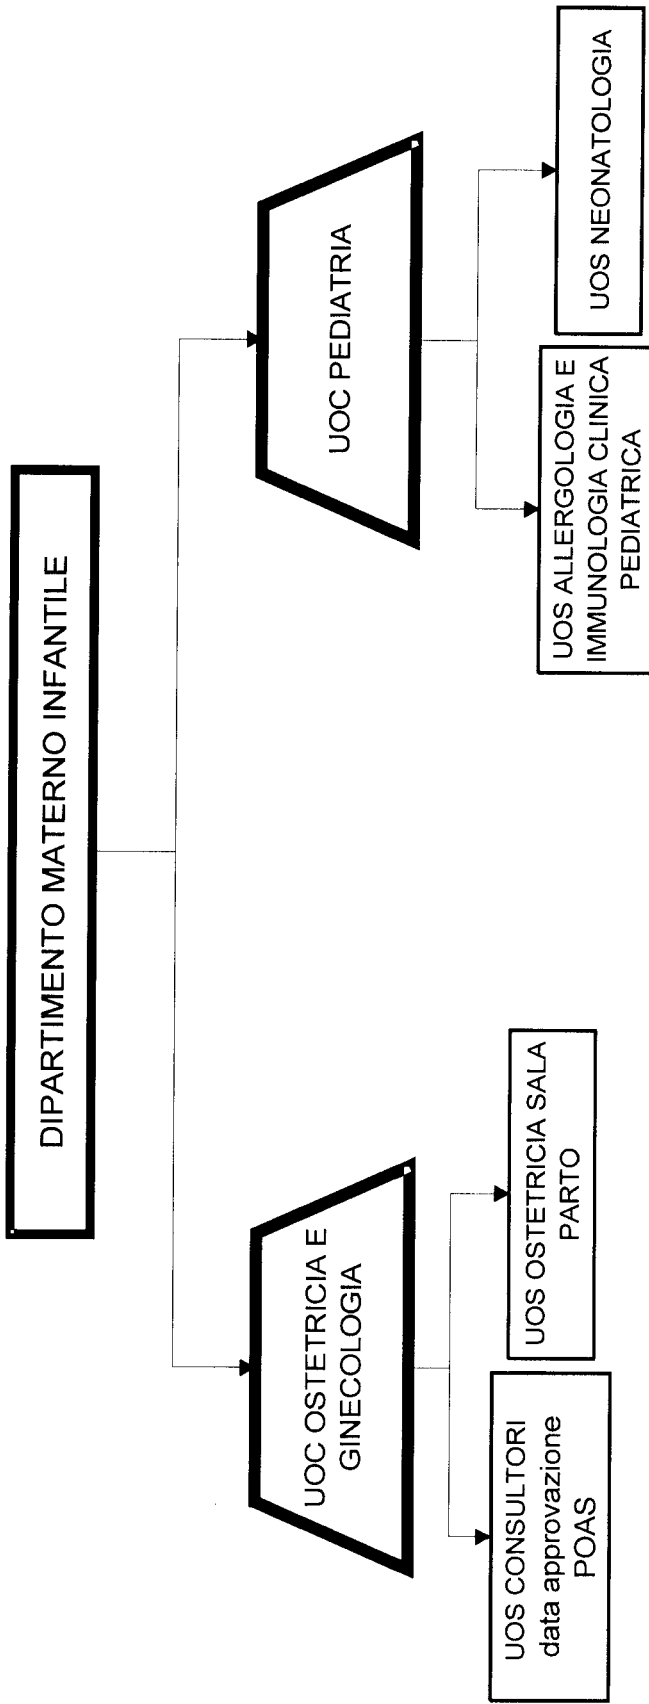 DIPARTIMENTO MATERNO INFANTILE
UOC OSTETRICIA E
GINECOLOGIA
UOC PEDIATRIA
UOS CONSULTORI
data approvazione
POAS
UOS OSTETRICIA SALA
PARTO
UOS ALLERGOLOGIA E
IMMUNOLOGIA CLINICA
PEDIATRICA
UOS NEONATOLOGIA